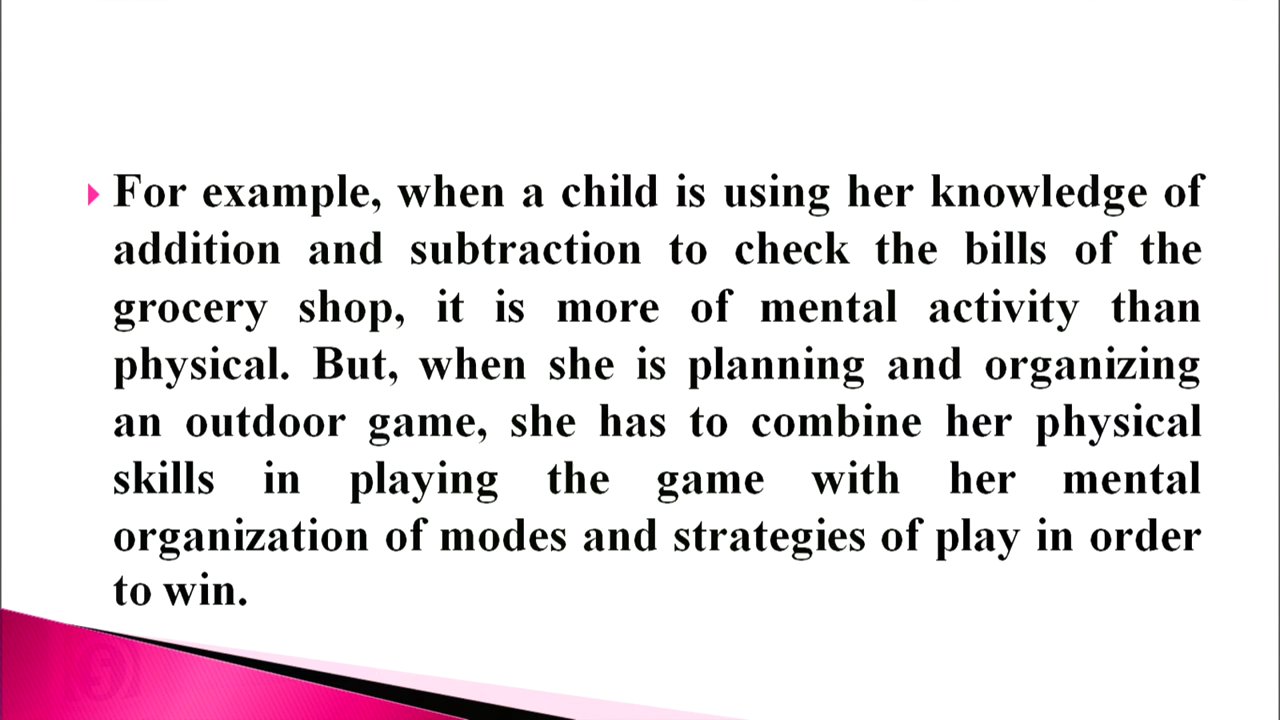 For example, when a child is using her knowledge of
addition and subtraction to check the bills of the
grocery shop, it is more of mental activity than
physical. But, when she is planning and organizing
an outdoor game, she has to combine her physical
skills in playing the game with her mental
organization of modes and strategies of play in order
to win.